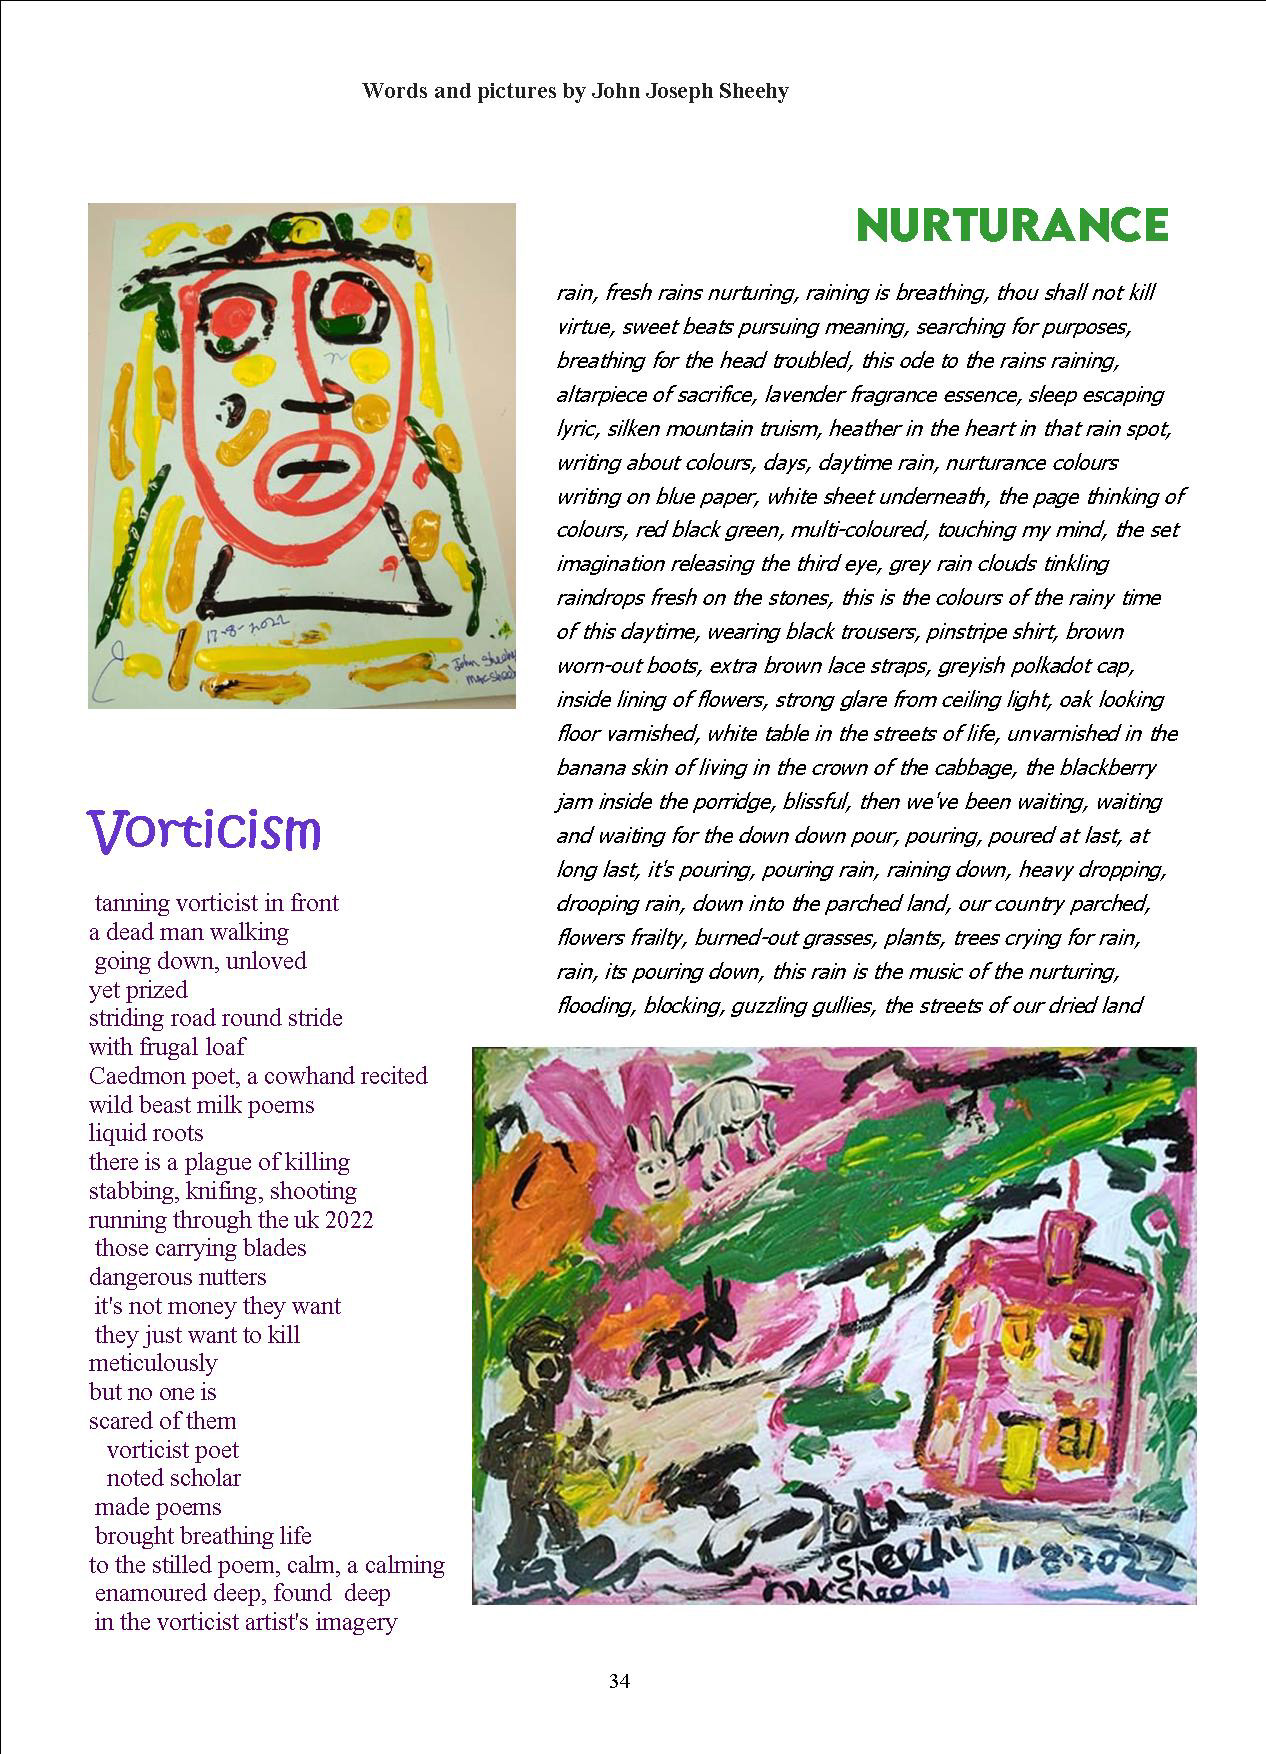 Words and pictures by John Joseph Sheehy
17-8-2022
John Sheehy
MacSheehy
NURTURANCE
rain, fresh rains nurturing, raining is breathing, thou shall not kill
virtue, sweet beats pursuing meaning, searching for purposes,
breathing for the head troubled, this ode to the rains raining,
altarpiece of sacrifice, lavender fragrance essence, sleep escaping
lyric, silken mountain truism, heather in the heart in that rain spot,
writing about colours, days, daytime rain, nurturance colours
writing on blue paper, white sheet underneath, the page thinking of
colours, red black green, multi-coloured, touching my mind, the set
imagination releasing the third eye, grey rain clouds tinkling
raindrops fresh on the stones, this is the colours of the rainy time
of this daytime, wearing black trousers, pinstripe shirt, brown
worn-out boots, extra brown lace straps, greyish polkadot cap,
inside lining of flowers, strong glare from ceiling light, oak looking
floor varnished, white table in the streets of life, unvarnished in the
banana skin of living in the crown of the cabbage, the blackberry
jam inside the porridge, blissful, then we've been waiting, waiting
and waiting for the down down pour, pouring, poured at last, at
long last, it's pouring, pouring rain, raining down, heavy dropping,
drooping rain, down into the parched land, our country parched,
flowers frailty, burned-out grasses, plants, trees crying for rain,
rain, its pouring down, this rain is the music of the nurturing,
flooding, blocking, guzzling gullies, the streets of our dried land
Vorticism
tanning vorticist in front
a dead man walking
going down, unloved
yet prized
striding road round stride
with frugal loaf
Caedmon poet, a cowhand recited
wild beast milk poems
liquid roots
there is a plague of killing
stabbing, knifing, shooting
running through the uk 2022
those carrying blades
dangerous nutters
it's not money they want
they just want to kill
meticulously
but no one is
scared of them
vorticist poet
noted scholar
made poems
brought breathing life
to the stilled poem, calm, a calming
enamoured deep, found  deep
in the vorticist artist's imagery
John
Sheehy
MacSheehy
34